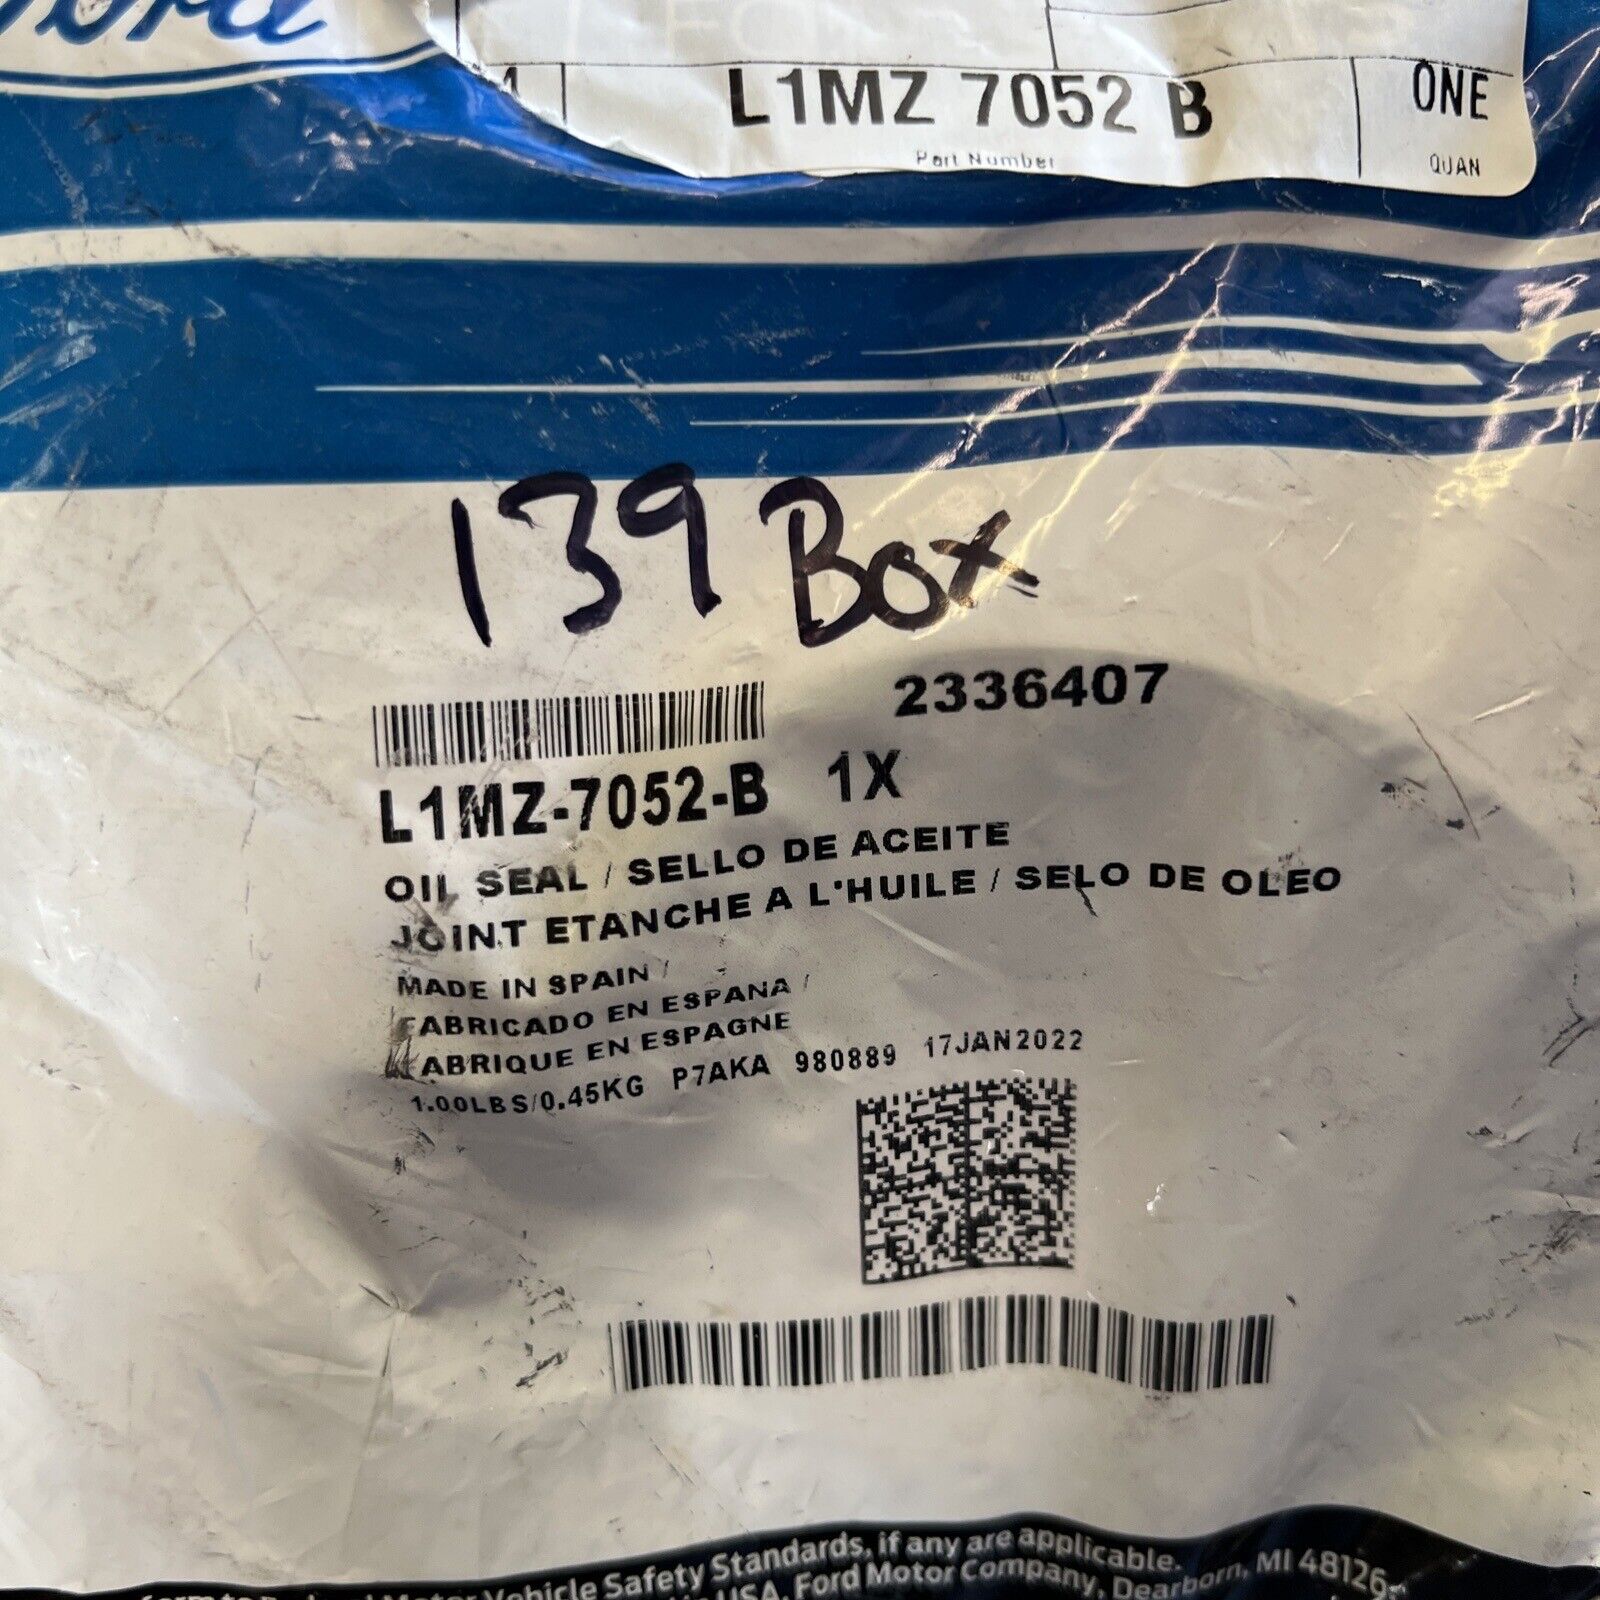 Ford
L1MZ 7052 B
ONE
Part Number
QUAN
139 Box
2336407
L1MZ-7052-B 1X
OIL SEAL / SELLO DE ACEITE
JOINT ETANCHE A L'HUILE / SELO DE OLEO
MADE IN SPAIN /
FABRICADO EN ESPANA /
FABRIQUE EN ESPAGNE
1.00LBS/0.45KG P7AKA 980889 17JAN2022
Vehicle Safety Standards, if any are applicable.
USA, Ford Motor Company, Dearborn, MI 48126